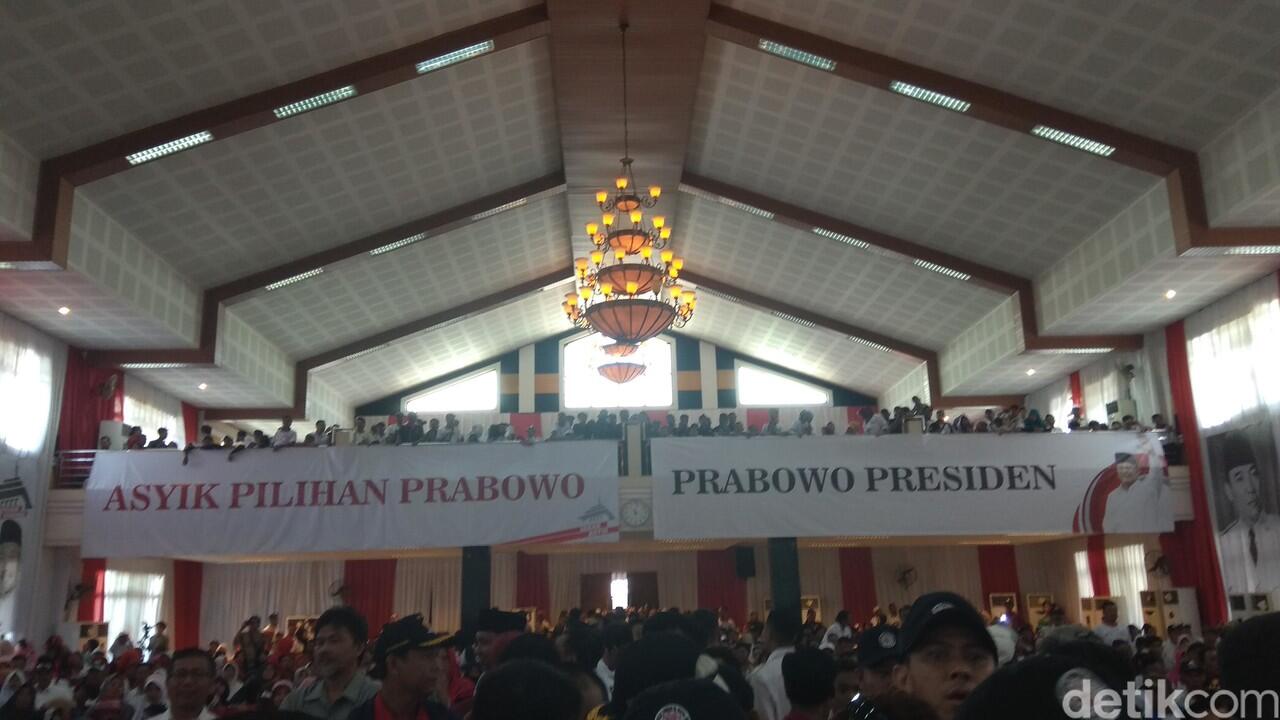 ASYIK PILIHAN PRABOWO
PRABOWO PRESIDEN
detikcom